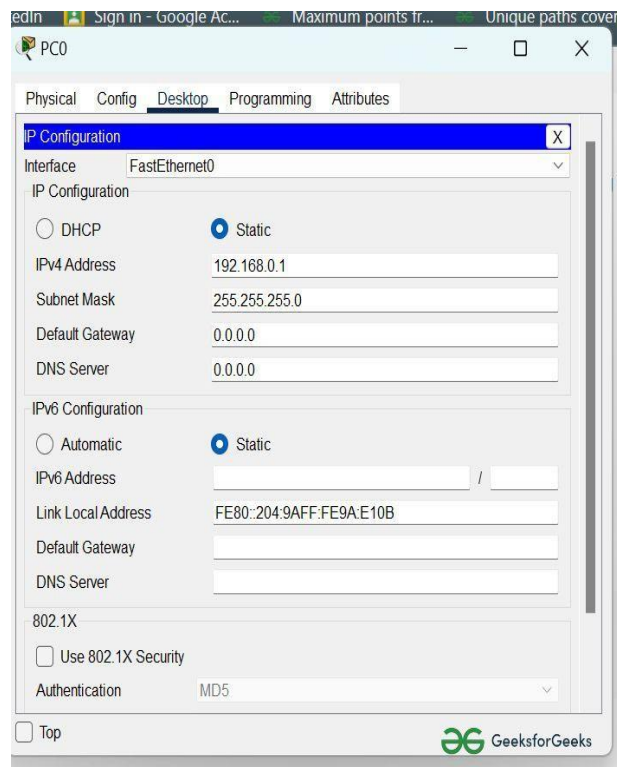 edIn Sign in - Google Ac... Maximum points fr... Unique paths cover
PC0
Physical Config Desktop Programming Attributes
IP Configuration X
Interface FastEthernet0
IP Configuration
DHCP Static
IPv4 Address 192.168.0.1
Subnet Mask 255.255.255.0
Default Gateway 0.0.0.0
DNS Server 0.0.0.0
IPv6 Configuration
Automatic Static
IPv6 Address /
Link Local Address FE80::204:9AFF:FE9A:E10B
Default Gateway
DNS Server
802.1X
Use 802.1X Security
Authentication MD5
Top
GeeksforGeeks